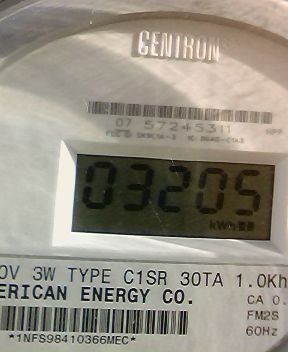 CENTRON
07 57245311
HPP
03205
kWh
0V 3W TYPE C1SR 30TA 1.0Kh
ERICAN ENERGY CO.
CA 0.
FM2S
60Hz
*1NFS98410366MEC*